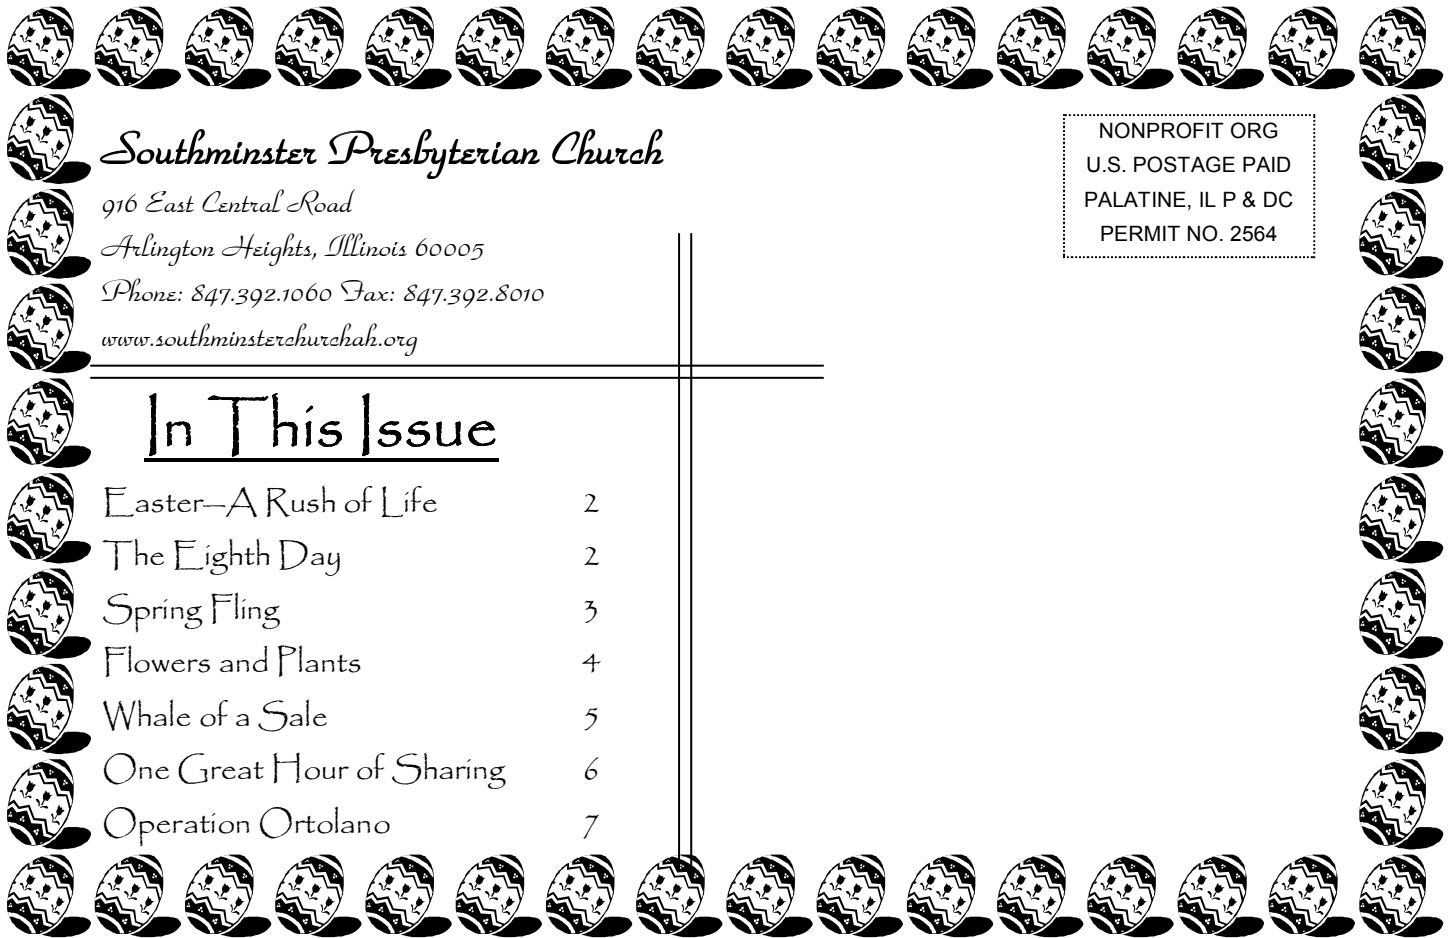 Southminster Presbyterian Church
916 East Central Road
Arlington Heights, Illinois 60005
Phone: 847.392.1060 Fax: 847.392.8010
www.southminsterchurchah.org
NONPROFIT ORG
U.S. POSTAGE PAID
PALATINE, IL P & DC
PERMIT NO. 2564
In This Issue
Easter—A Rush of Life 2
The Eighth Day 2
Spring Fling 3
Flowers and Plants 4
Whale of a Sale 5
One Great Hour of Sharing 6
Operation Ortolano 7